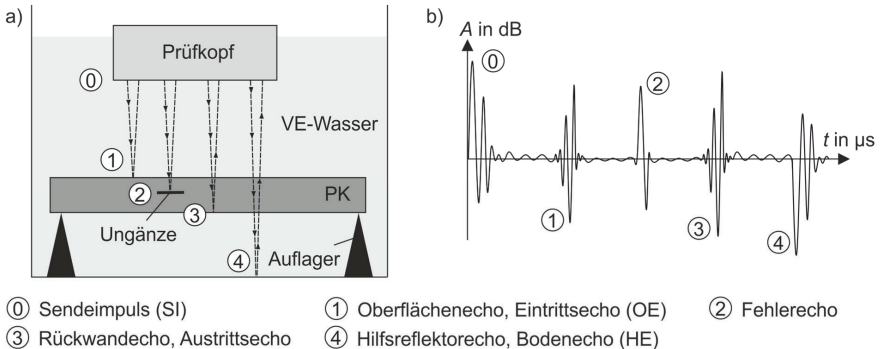 a)
Prüfkopf
⓪
VE-Wasser
①
②
PK
③
Ungänze
④
Auflager
b)
A in dB
⓪
②
t in µs
①
③
④
⓪ Sendeimpuls (SI)
① Oberflächenecho, Eintrittsecho (OE)
② Fehlerecho
③ Rückwandecho, Austrittsecho
④ Hilfsreflektorecho, Bodenecho (HE)